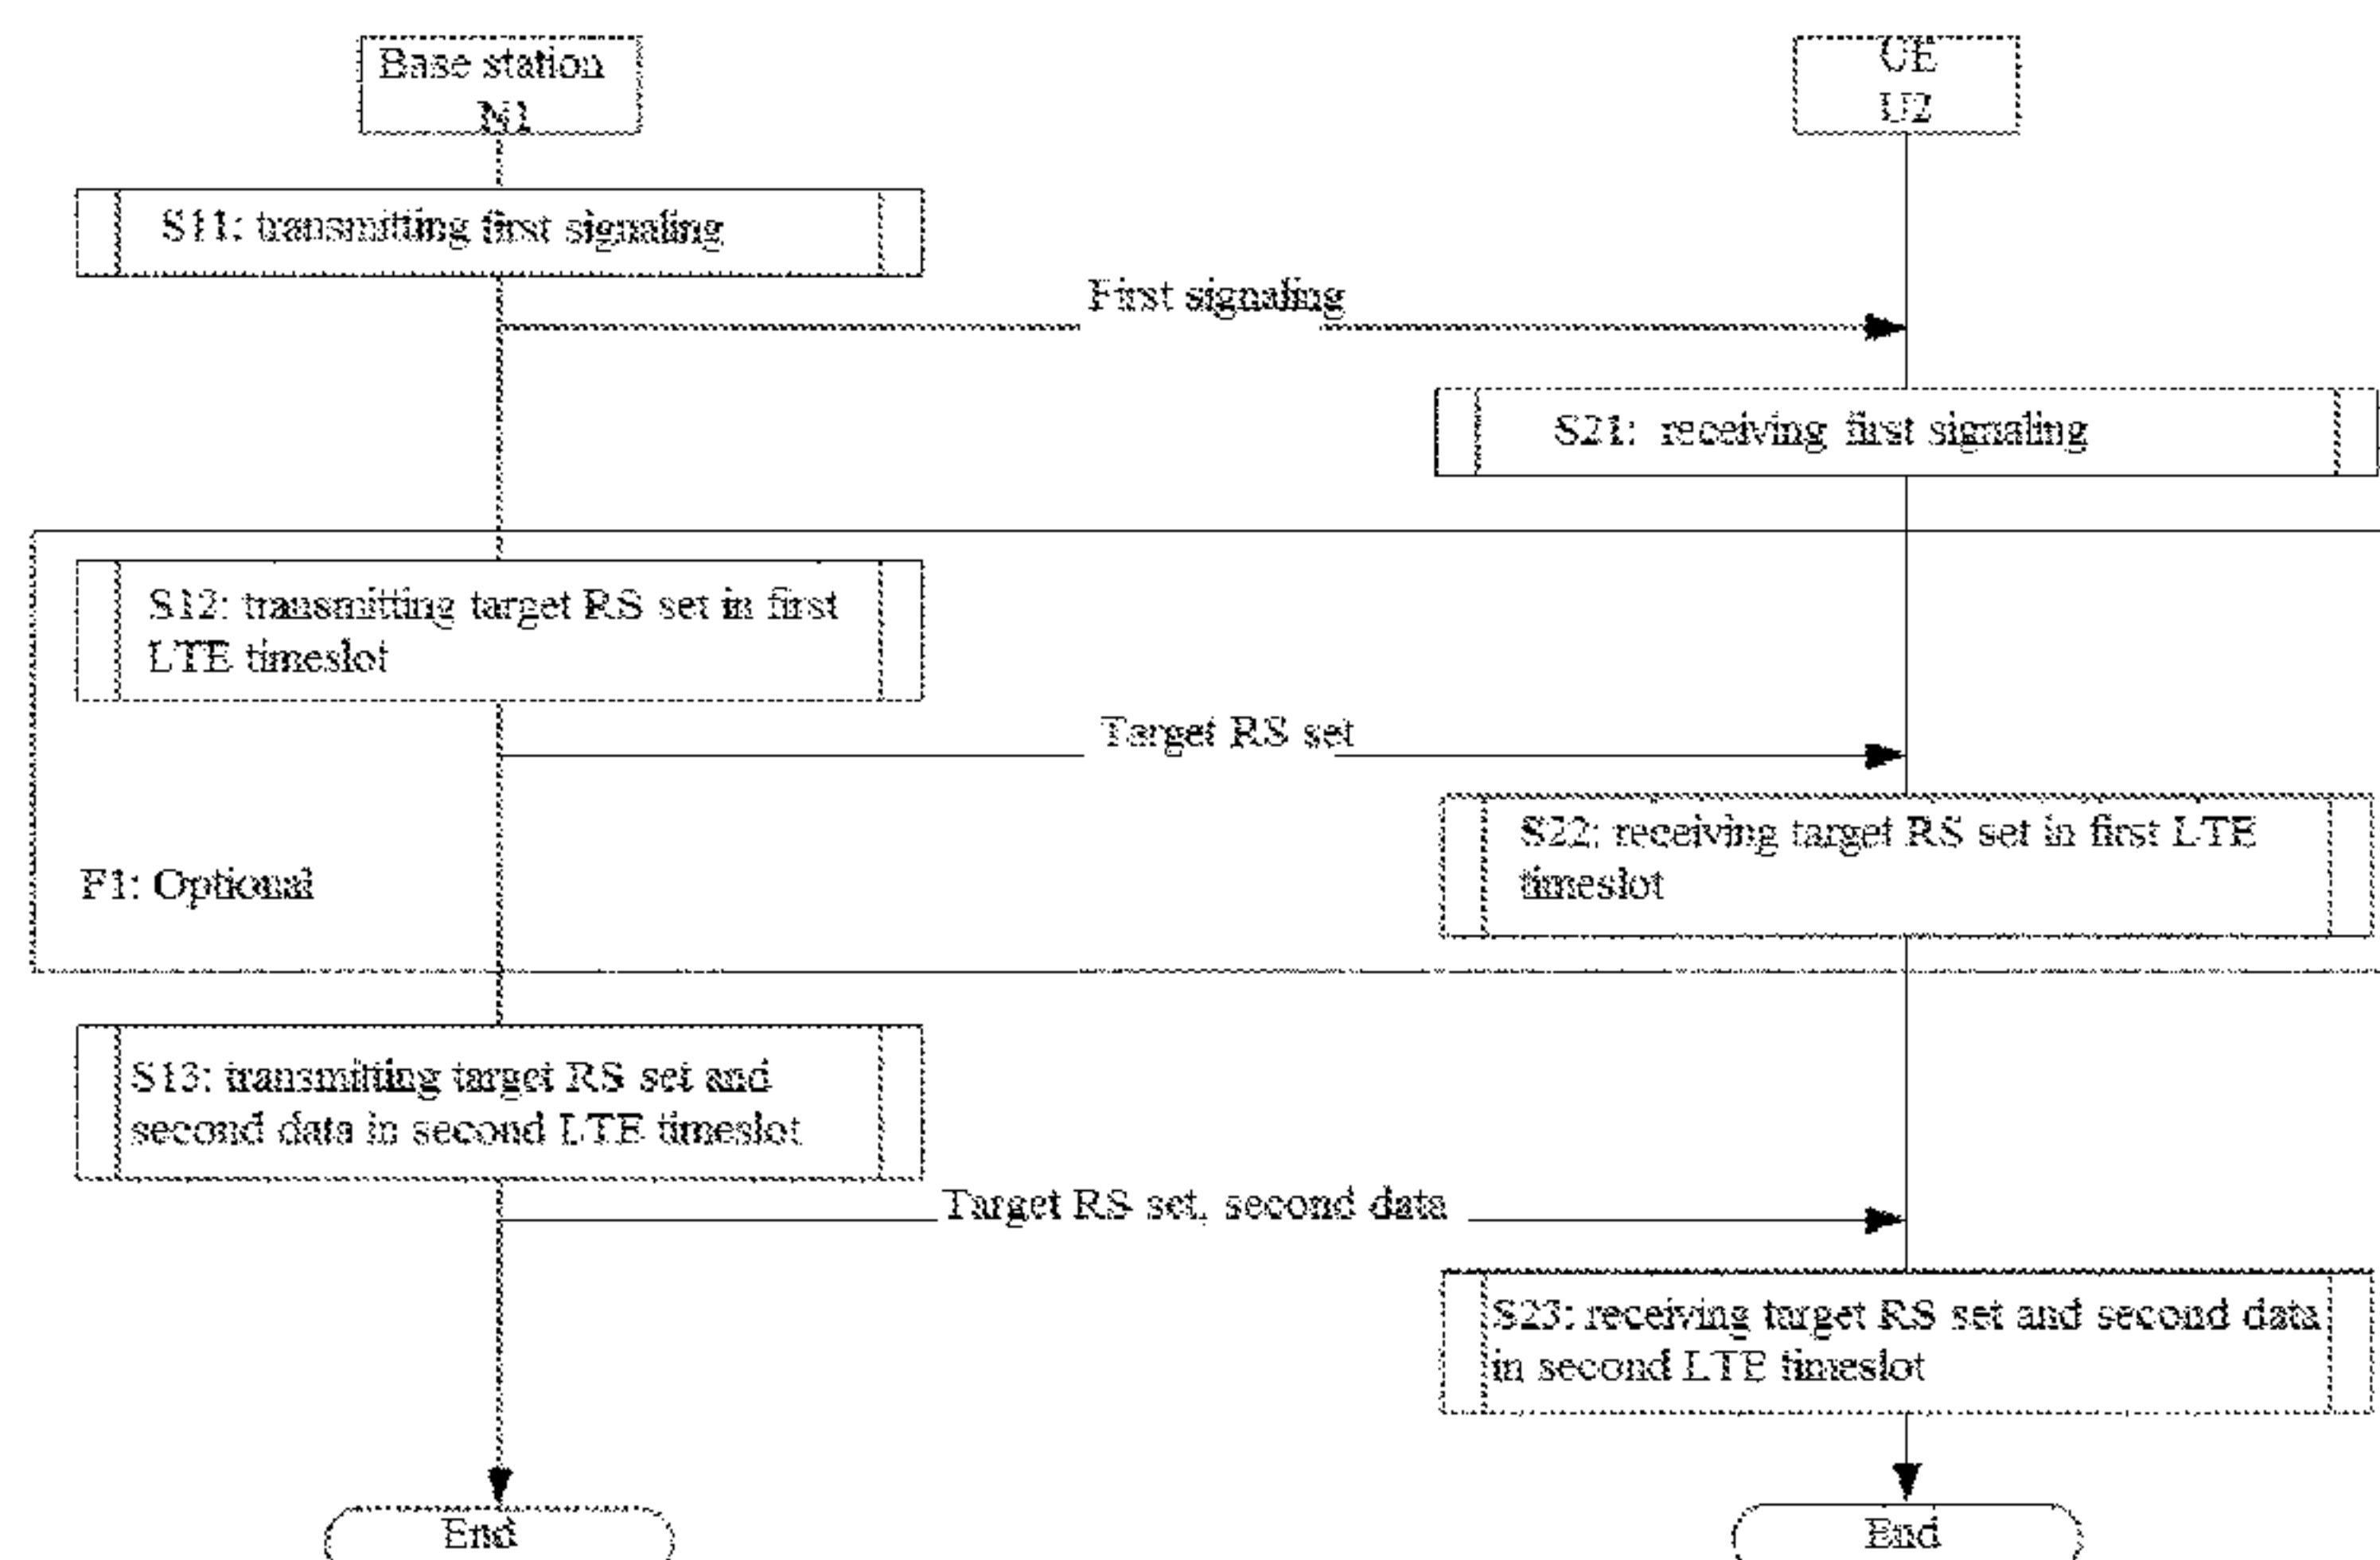 Base station
N1
UE
U2
S11: transmitting first signaling
First signaling
S21: receiving first signaling
S12: transmitting target RS set in first
LTE timeslot
Target RS set
S22: receiving target RS set in first LTE
timeslot
F1: Optional
S13: transmitting target RS set and
second data in second LTE timeslot
Target RS set, second data
S23: receiving target RS set and second data
in second LTE timeslot
End
End